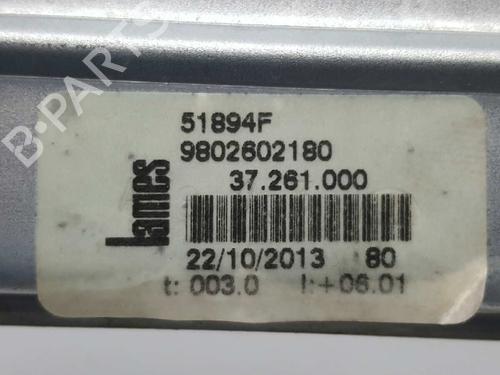 B-PARTS
51894F
9802602180
37.261.000
Lames
22/10/2013 80
t: 003.0 l:+06.01